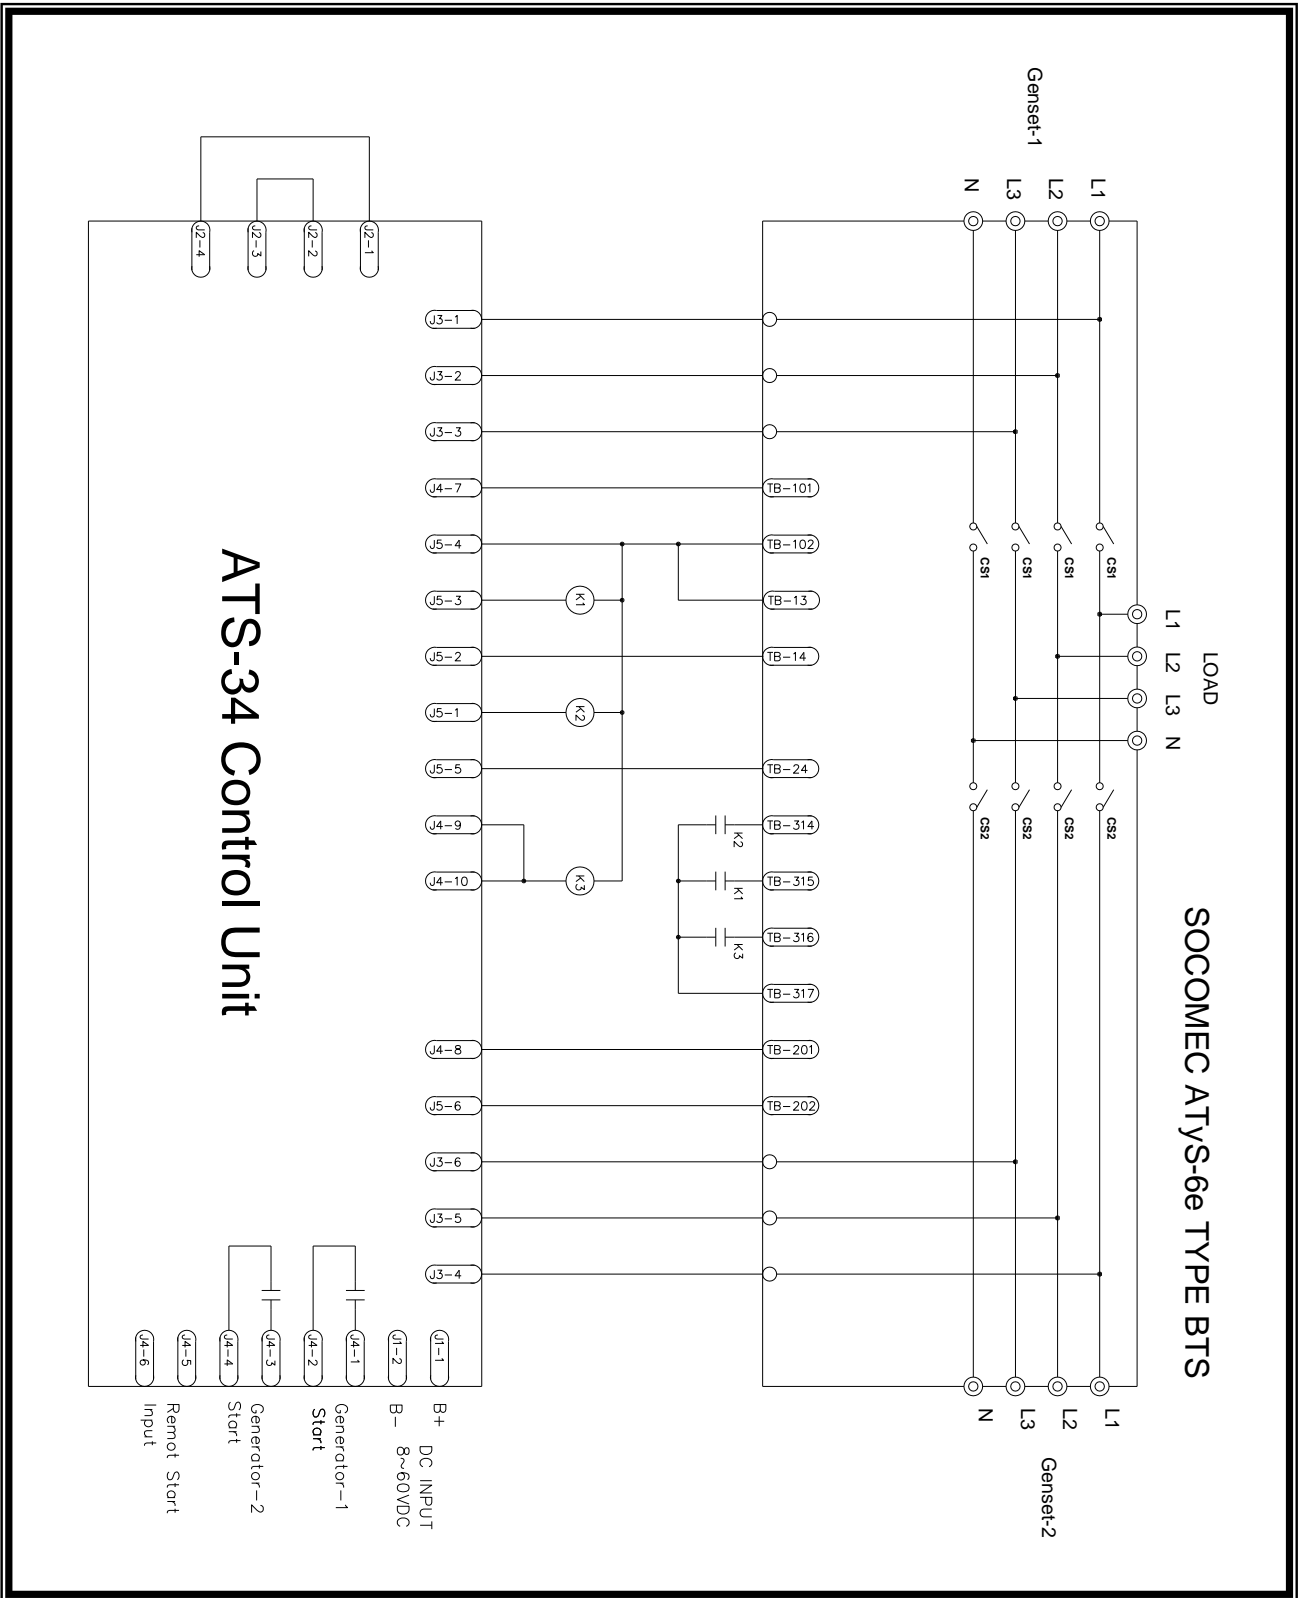 SOCOMEC ATyS-6e TYPE BTS
Genset-1
L1
L2
L3
N
LOAD
L1
L2
L3
N
CS1
CS1
CS1
CS1
CS2
CS2
CS2
CS2
Genset-2
L1
L2
L3
N
TB-101
TB-102
TB-13
TB-14
TB-24
TB-314
TB-315
TB-316
TB-317
TB-201
TB-202
K2
K1
K3
K1
K2
K3
J3-1
J3-2
J3-3
J4-7
J5-4
J5-3
J5-2
J5-1
J5-5
J4-9
J4-10
J4-8
J5-6
J3-6
J3-5
J3-4
J2-1
J2-2
J2-3
J2-4
ATS-34 Control Unit
J1-1
J1-2
J4-1
J4-2
J4-3
J4-4
J4-5
J4-6
B+ DC INPUT
B- 8~60VDC
Generator-1
Start
Generator-2
Start
Remot Start
Input